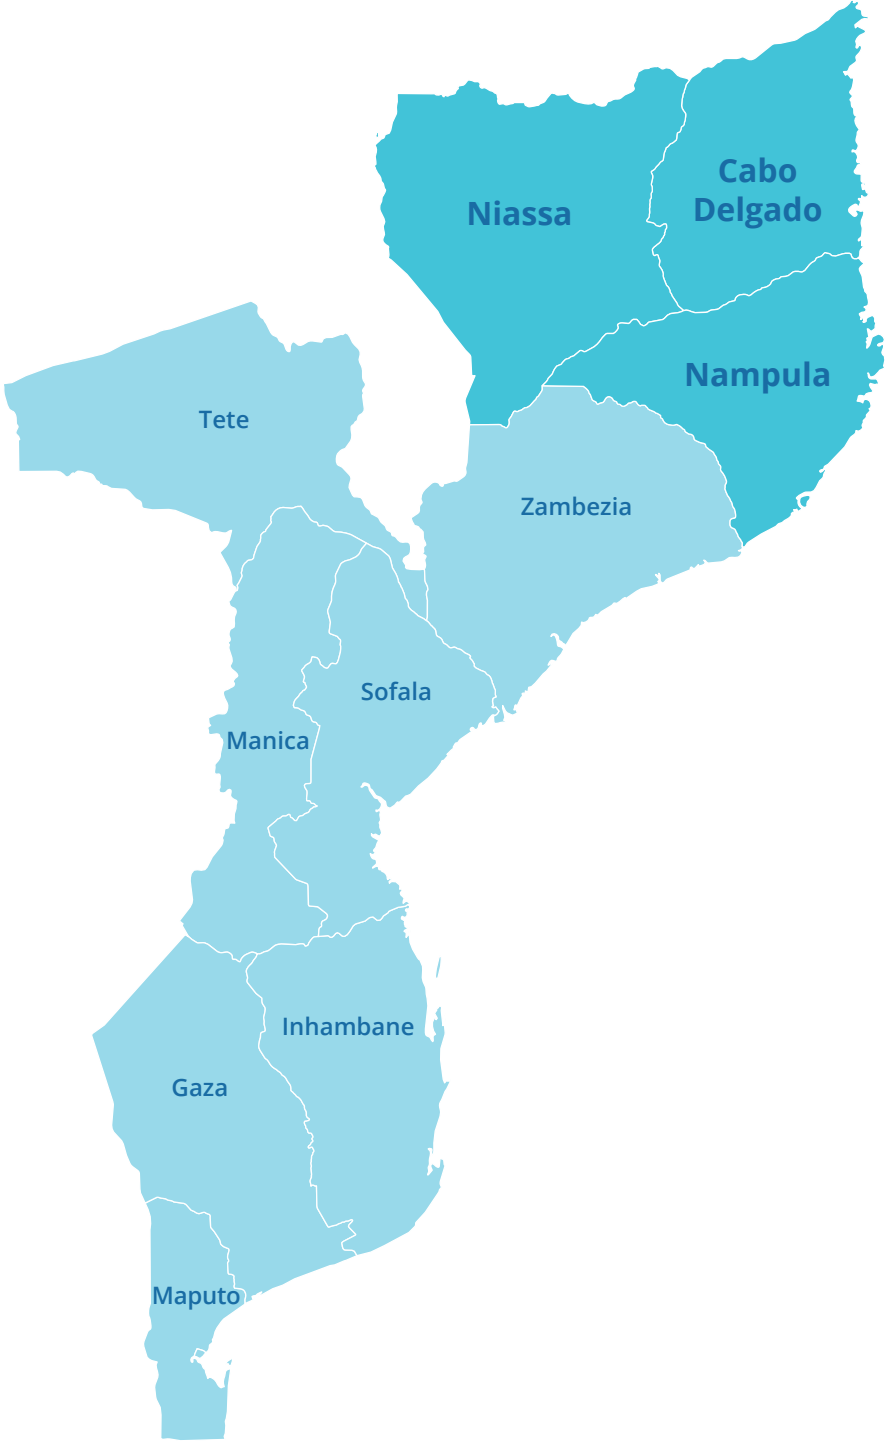 Cabo
Delgado
Niassa
Nampula
Tete
Zambezia
Sofala
Manica
Inhambane
Gaza
Maputo